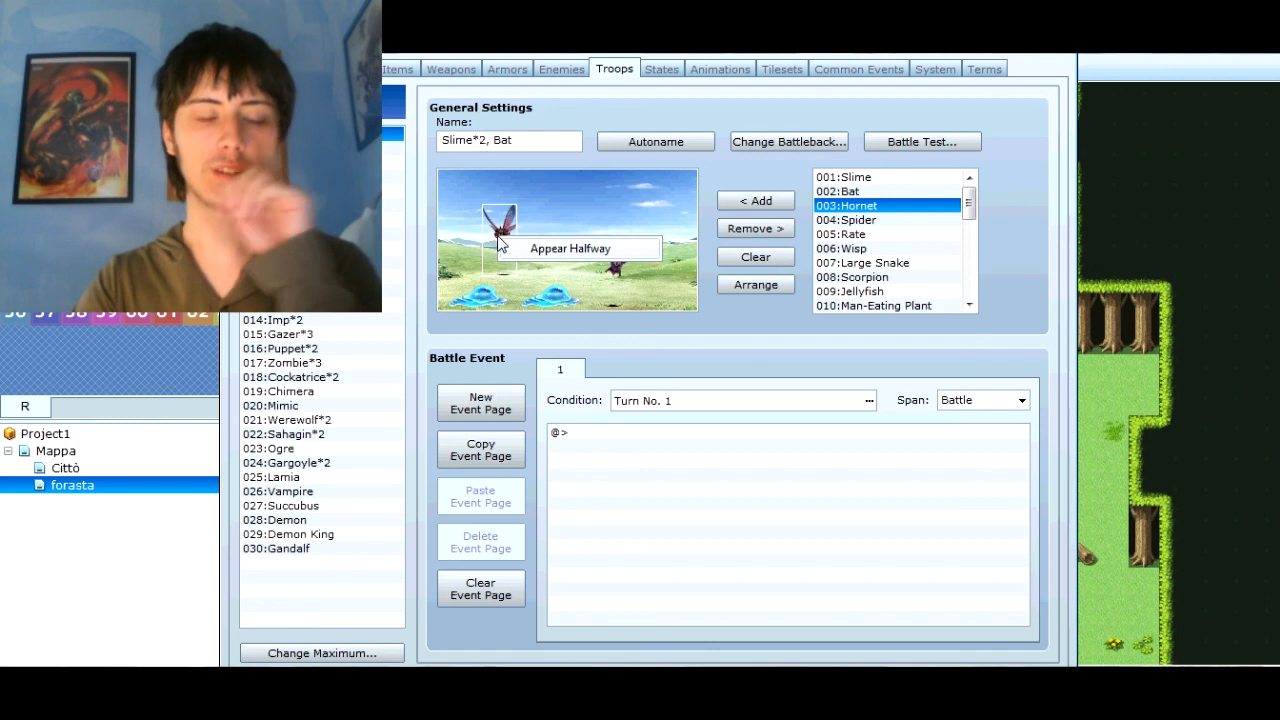 Items Weapons Armors Enemies Troops States Animations Tilesets Common Events System Terms
General Settings
Name:
Slime*2, Bat
Autoname
Change Battleback...
Battle Test...
< Add
Remove >
Clear
Arrange
001:Slime
002:Bat
003:Hornet
004:Spider
005:Rate
006:Wisp
007:Large Snake
008:Scorpion
009:Jellyfish
010:Man-Eating Plant
Appear Halfway
014:Imp*2
015:Gazer*3
016:Puppet*2
017:Zombie*3
018:Cockatrice*2
019:Chimera
020:Mimic
021:Werewolf*2
022:Sahagin*2
023:Ogre
024:Gargoyle*2
025:Lamia
026:Vampire
027:Succubus
028:Demon
029:Demon King
030:Gandalf
Change Maximum...
Battle Event
New
Event Page
Copy
Event Page
Paste
Event Page
Delete
Event Page
Clear
Event Page
1
Condition:
Turn No. 1
...
Span:
Battle
@>
R
Project1
Mappa
Cittò
forasta